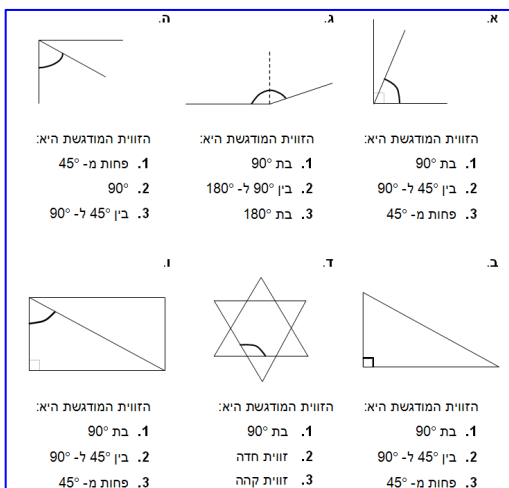 א.
הזווית המודגשת היא:
1. בת 90°
2. בין 45° ל- 90°
3. פחות מ- 45°
ג.
הזווית המודגשת היא:
1. בת 90°
2. בין 90° ל- 180°
3. בת 180°
ה.
הזווית המודגשת היא:
1. פחות מ- 45°
2. 90°
3. בין 45° ל- 90°
ב.
הזווית המודגשת היא:
1. בת 90°
2. בין 45° ל- 90°
3. פחות מ- 45°
ד.
הזווית המודגשת היא:
1. בת 90°
2. זווית חדה
3. זווית קהה
ו.
הזווית המודגשת היא:
1. בת 90°
2. בין 45° ל- 90°
3. פחות מ- 45°